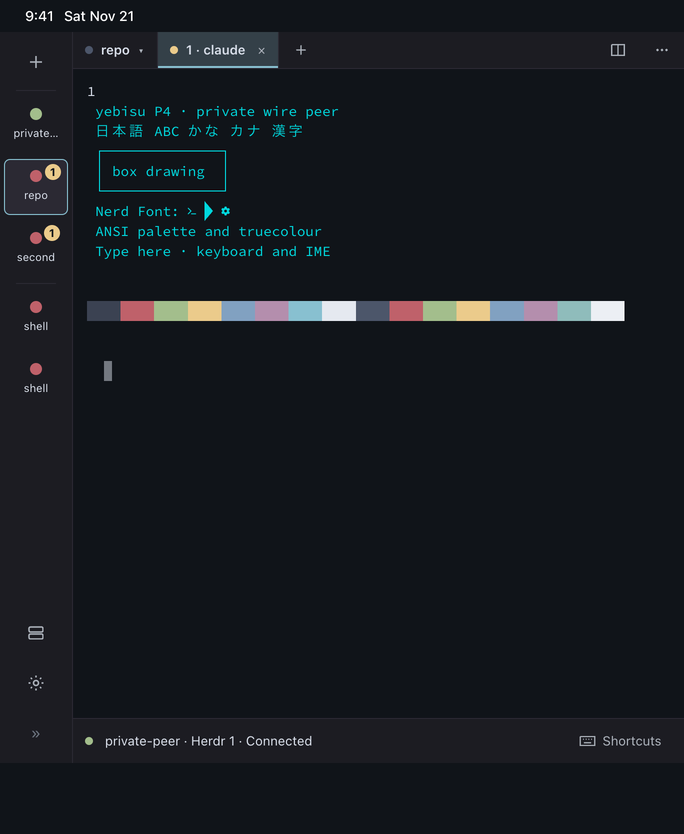 9:41 Sat Nov 21
repo
1 · claude
private...
1
repo
1
second
shell
shell
1
yebisu P4 · private wire peer
日本語 ABC かな カナ 漢字
box drawing
Nerd Font:
ANSI palette and truecolour
Type here · keyboard and IME
private-peer · Herdr 1 · Connected
Shortcuts